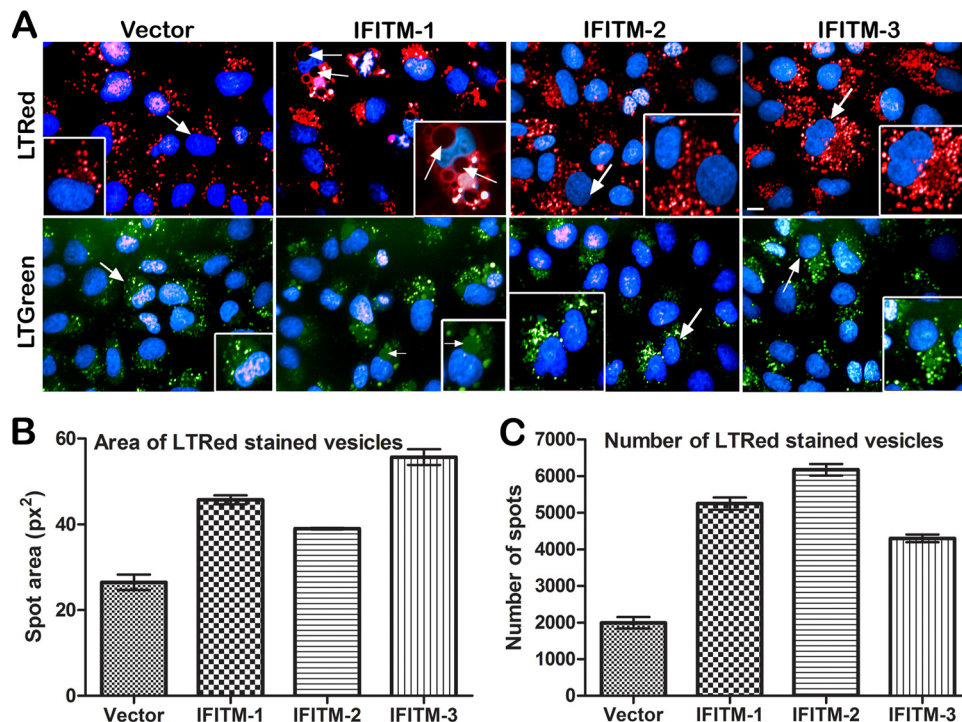 A
Vector IFITM-1 IFITM-2 IFITM-3
LTRed
LTGreen
B
Area of LTRed stained vesicles
Spot area (px²)
60
40
20
0
Vector IFITM-1 IFITM-2 IFITM-3
C
Number of LTRed stained vesicles
Number of spots
7000
6000
5000
4000
3000
2000
1000
0
Vector IFITM-1 IFITM-2 IFITM-3